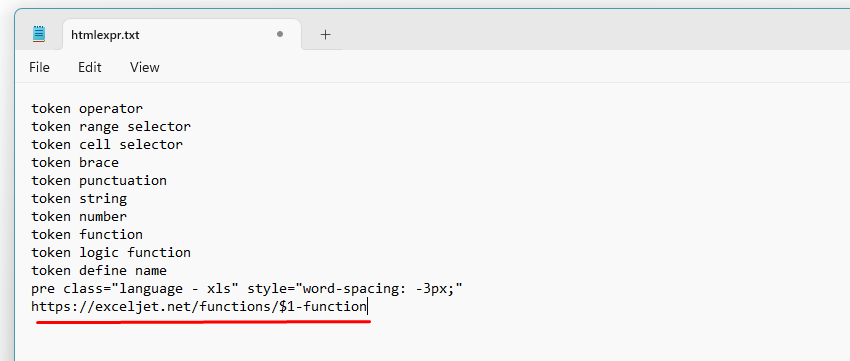 htmlexpr.txt
File Edit View
token operator
token range selector
token cell selector
token brace
token punctuation
token string
token number
token function
token logic function
token define name
pre class="language - xls" style="word-spacing: -3px;"
https://exceljet.net/functions/$1-function